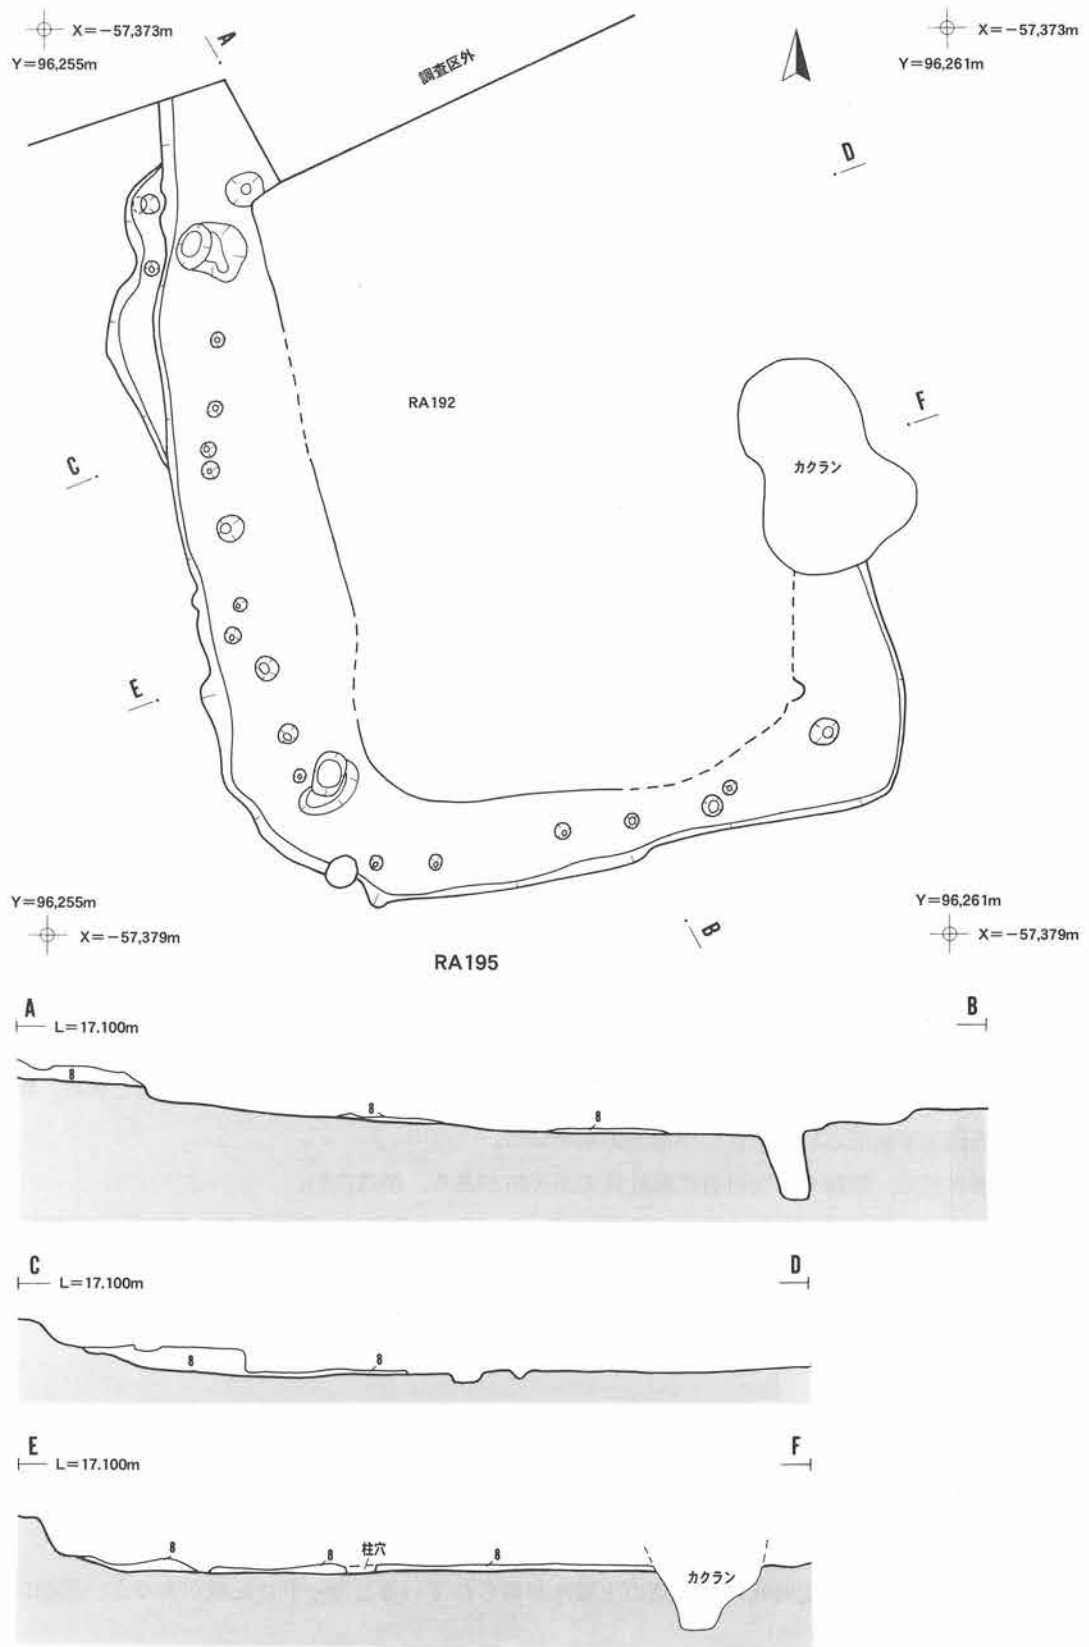 X=-57,373m
Y=96,255m
A
調査区外
X=-57,373m
Y=96,261m
D
RA192
F
カクラン
C
E
Y=96,255m
X=-57,379m
B
Y=96,261m
X=-57,379m
RA195
A
L=17.100m
B
8
8
8
C
L=17.100m
D
8
8
E
L=17.100m
F
8
8
柱穴
8
カクラン